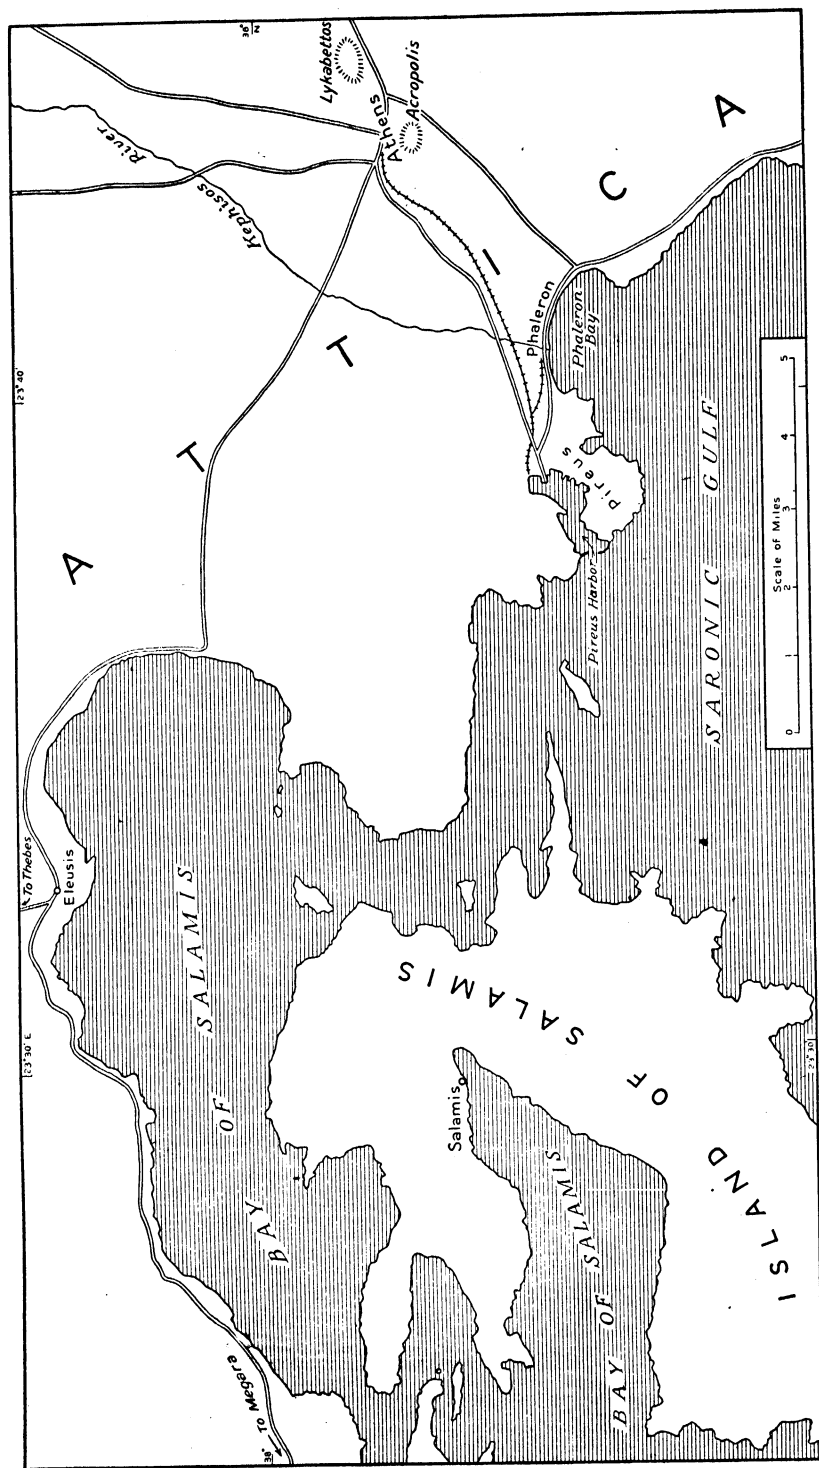 38°
N
Lykabettos
Athens
Acropolis
River
Kephisos
A T T I C A
Phaleron
Phaleron
Bay
23° 40'
Pireus
Pireus Harbor
SARONIC GULF
Scale of Miles
0 1 2 3 4 5
To Thebes
Eleusis
BAY OF SALAMIS
23° 30' E
To Megara
38°
Salamis
ISLAND OF SALAMIS
BAY OF SALAMIS
23° 30'